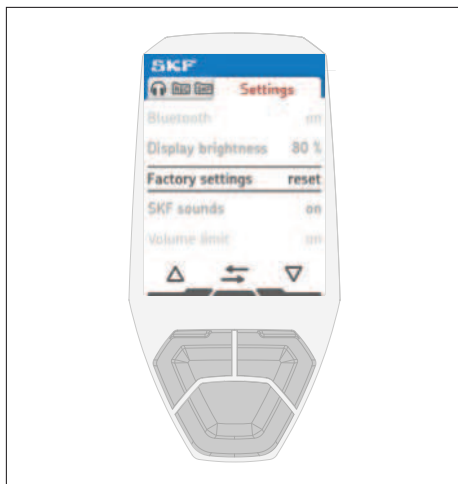 SKF
Settings
Bluetooth on
Display brightness 80 %
Factory settings reset
SKF sounds on
Volume limit on